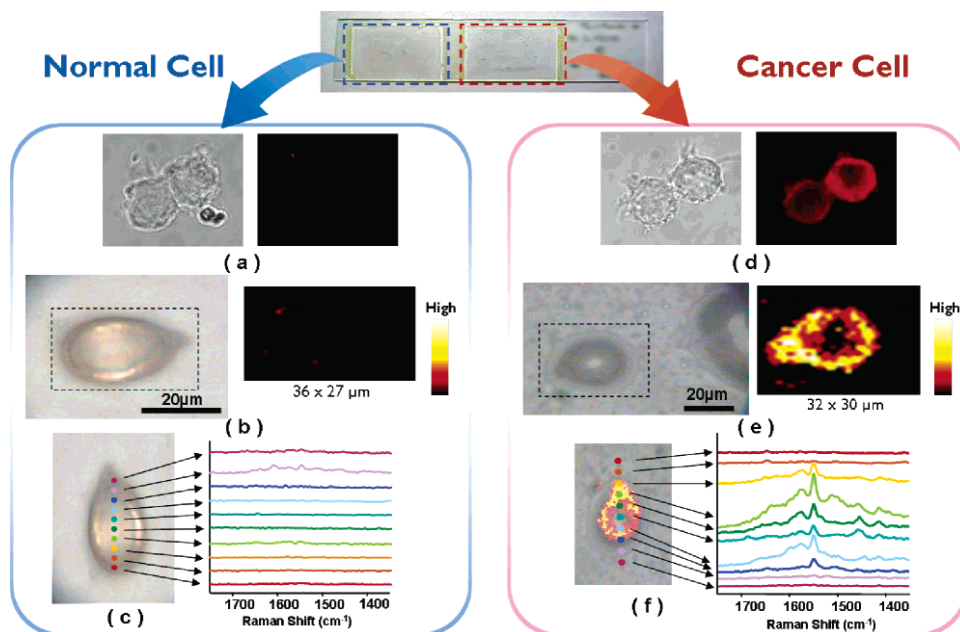 Normal Cell
Cancer Cell
( a )
( d )
High
20µm
36 x 27 µm
( b )
High
20µm
32 x 30 µm
( e )
1700
1600
1500
1400
Raman Shift (cm-1)
( c )
1700
1600
1500
1400
Raman Shift (cm-1)
( f )